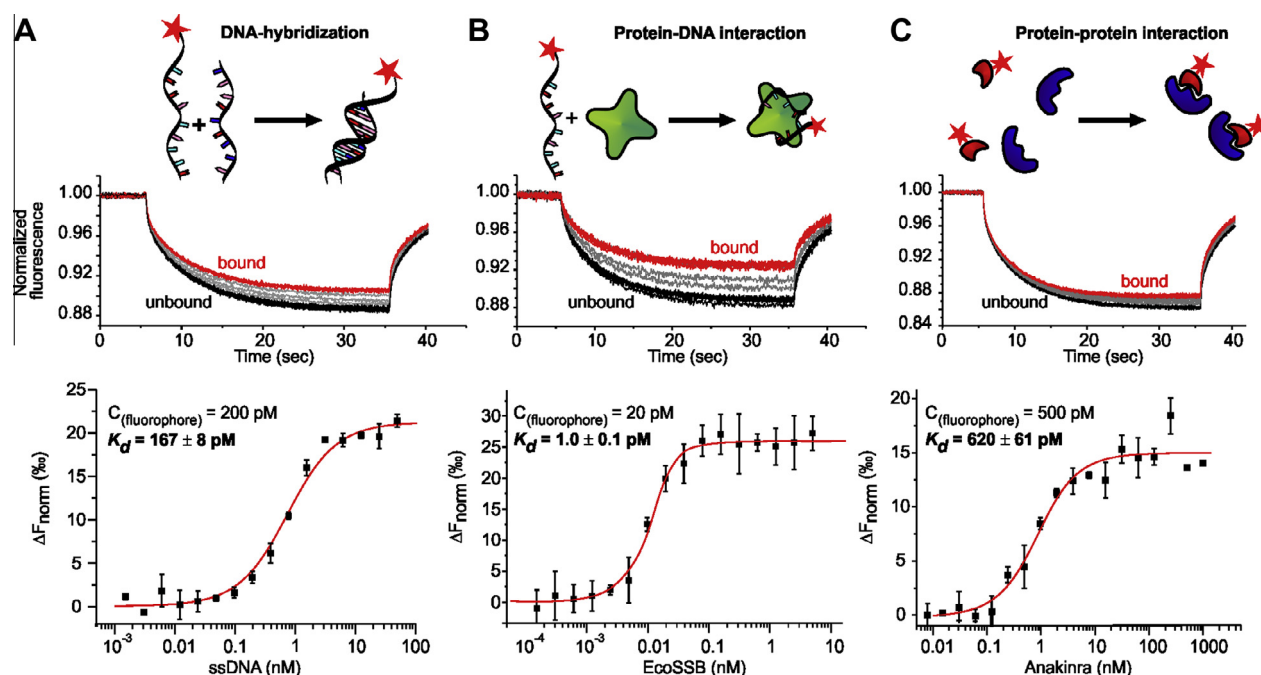 A
DNA-hybridization
+
Normalized
fluorescence
1.00
0.96
0.92
0.88
bound
unbound
10
20
30
40
Time (sec)
25
20
15
10
5
0
ΔFnorm (‰)
C(fluorophore) = 200 pM
Kd = 167 ± 8 pM
10⁻³
0.01
0.1
1
10
100
ssDNA (nM)
B
Protein-DNA interaction
+
1.00
0.96
0.92
0.88
bound
unbound
10
20
30
40
Time (sec)
30
25
20
15
10
5
0
ΔFnorm (‰)
C(fluorophore) = 20 pM
Kd = 1.0 ± 0.1 pM
10⁻⁴
10⁻³
0.01
0.1
1
10
EcoSSB (nM)
C
Protein-protein interaction
1.00
0.96
0.92
0.88
0.84
bound
unbound
10
20
30
40
Time (sec)
20
15
10
5
0
ΔFnorm (‰)
C(fluorophore) = 500 pM
Kd = 620 ± 61 pM
0.01
0.1
1
10
100
1000
Anakinra (nM)